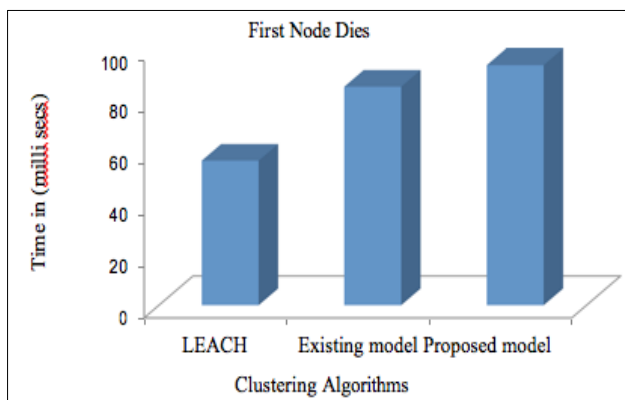 First Node Dies
Time in (milli secs)
100
80
60
40
20
0
LEACH Existing model Proposed model
Clustering Algorithms